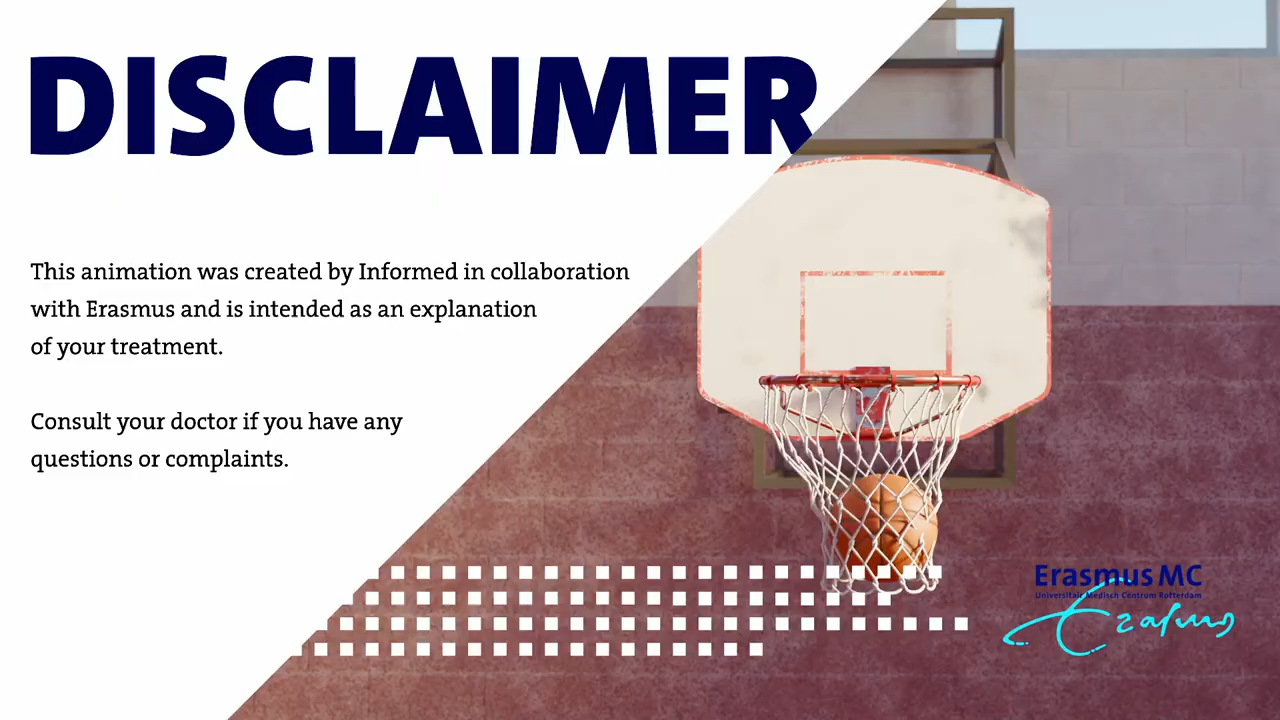 DISCLAIMER
This animation was created by Informed in collaboration
with Erasmus and is intended as an explanation
of your treatment.
Consult your doctor if you have any
questions or complaints.
Erasmus MC
Universitair Medisch Centrum Rotterdam
Erasmus